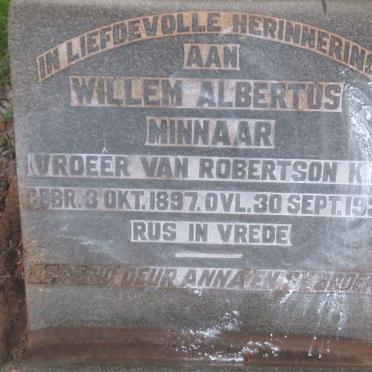 IN LIEFDEVOLLE HERINNERING
AAN
WILLEM ALBERTUS
MINNAAR
VROEËR VAN ROBERTSON K
GEBR. 3 OKT. 1897. OVL. 30 SEPT. 19
RUS IN VREDE
DEUR ANNA EN